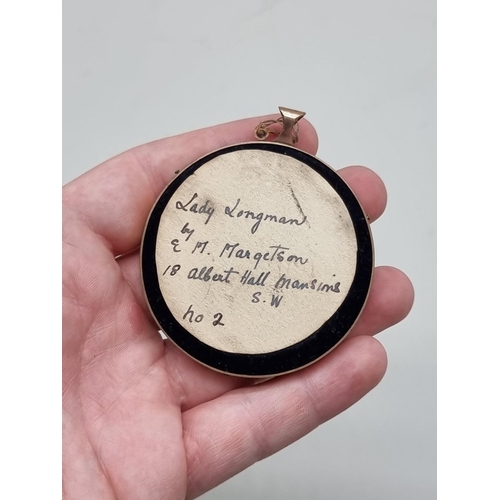 Lady Longman
by
E M. Margetson
18 Albert Hall Mansions
S.W
No 2